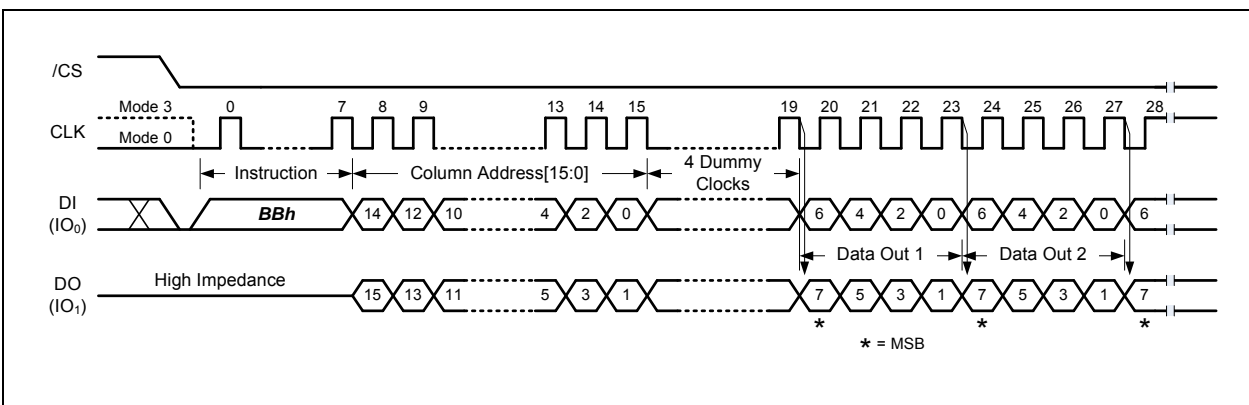 /CS
Mode 3 0 7 8 9 13 14 15 19 20 21 22 23 24 25 26 27 28
CLK
Mode 0
Instruction Column Address[15:0] 4 Dummy
Clocks
DI
(IO0)
BBh 14 12 10 4 2 0 6 4 2 0 6 4 2 0 6
Data Out 1 Data Out 2
High Impedance
DO
(IO1)
15 13 11 5 3 1 7 5 3 1 7 5 3 1 7
* * *
* = MSB